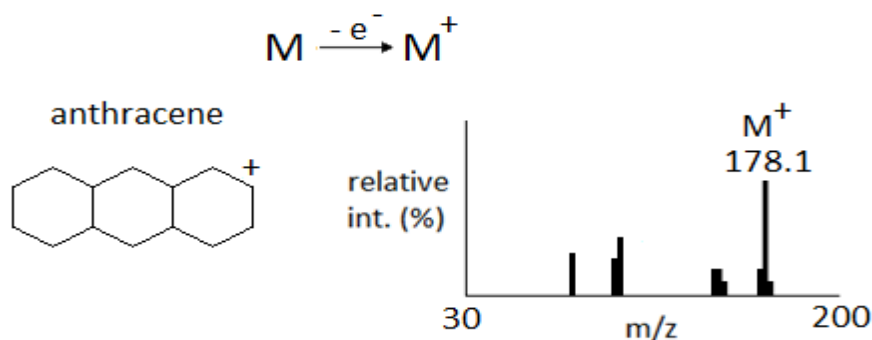 M - e⁻ → M⁺
anthracene
+
relative
int. (%)
M⁺
178.1
30
m/z
200